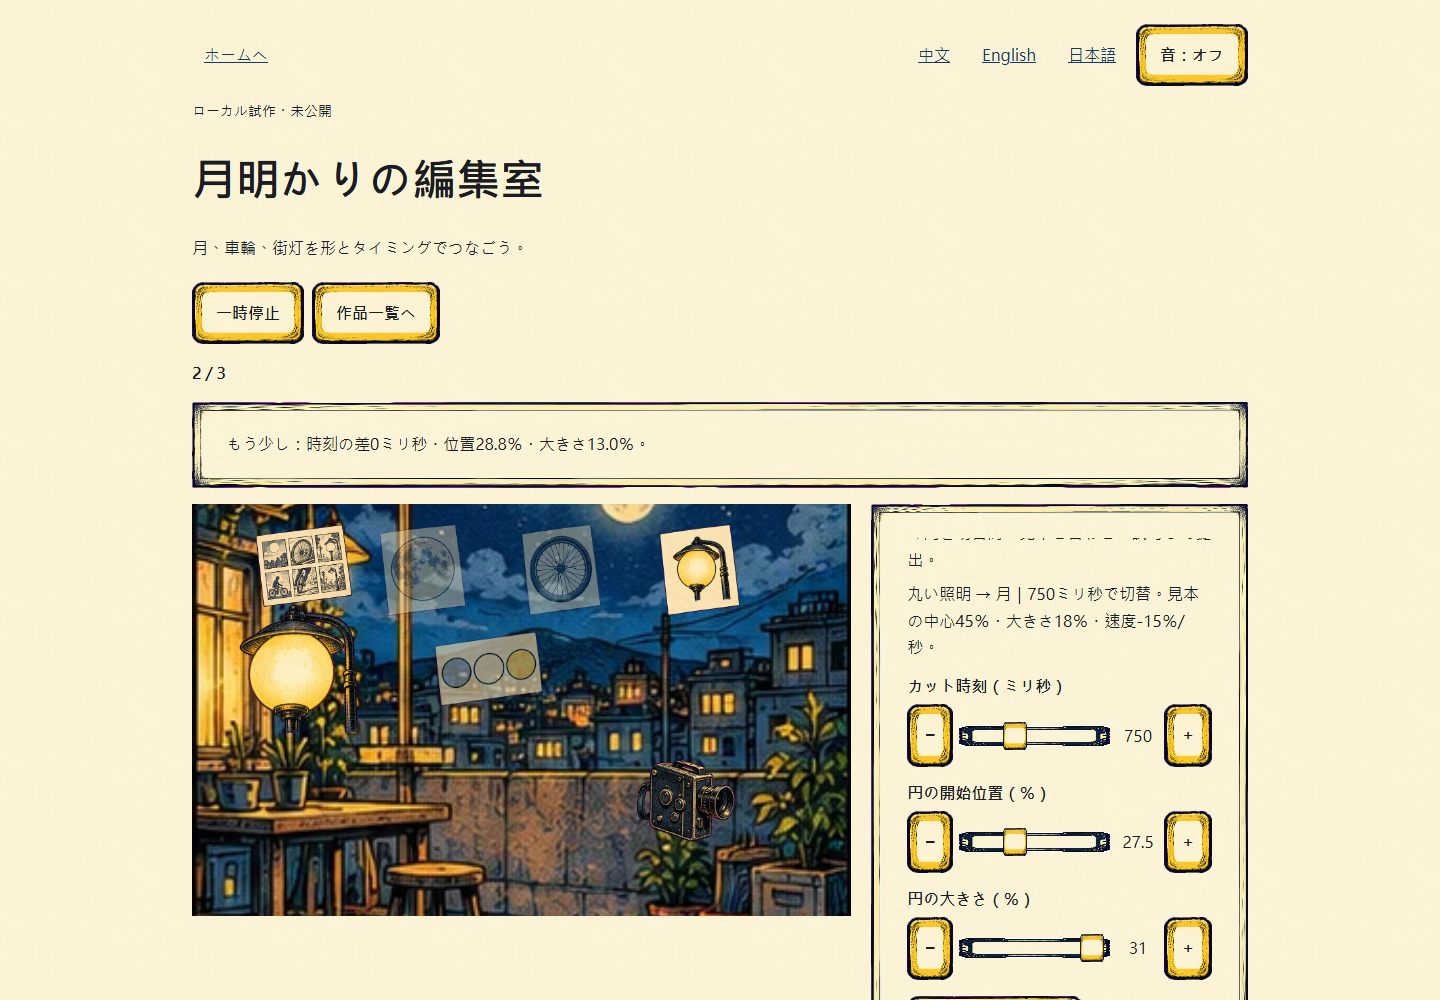 ホームへ
中文 English 日本語 音：オフ
ローカル試作・未公開
月明かりの編集室
月、車輪、街灯を形とタイミングでつなごう。
一時停止 作品一覧へ
2 / 3
もう少し：時刻の差0ミリ秒・位置28.8%・大きさ13.0%。
出。
丸い照明 → 月 | 750ミリ秒で切替。見本
の中心45%・大きさ18%・速度-15%/
秒。
カット時刻（ミリ秒）
− 750 +
円の開始位置（%）
− 27.5 +
円の大きさ（%）
− 31 +